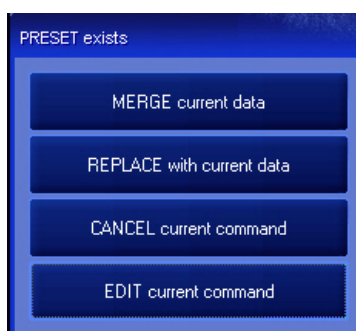 PRESET exists
MERGE current data
REPLACE with current data
CANCEL current command
EDIT current command